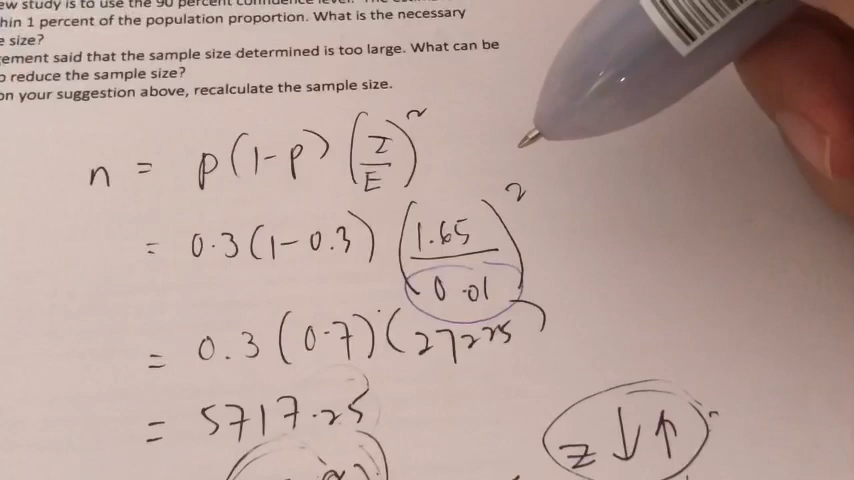 study is to use the 90 percent confidence level.
hin 1 percent of the population proportion. What is the necessary
e size?
ement said that the sample size determined is too large. What can be
o reduce the sample size?
on your suggestion above, recalculate the sample size.
n = p(1-p) (Z/E)^2
= 0.3(1-0.3) (1.65/0.01)^2
= 0.3 (0.7) (27225)
= 5717.25
z ↓ ↑